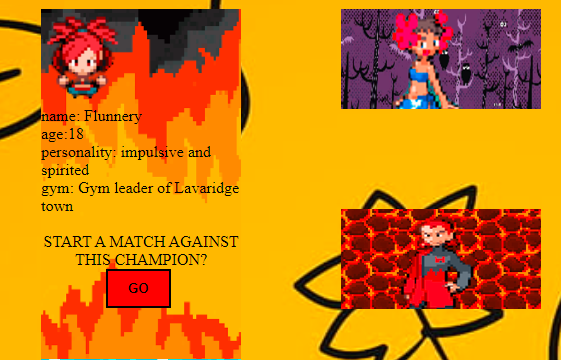 name: Flunnery
age:18
personality: impulsive and
spirited
gym: Gym leader of Lavaridge
town
START A MATCH AGAINST
THIS CHAMPION?
GO